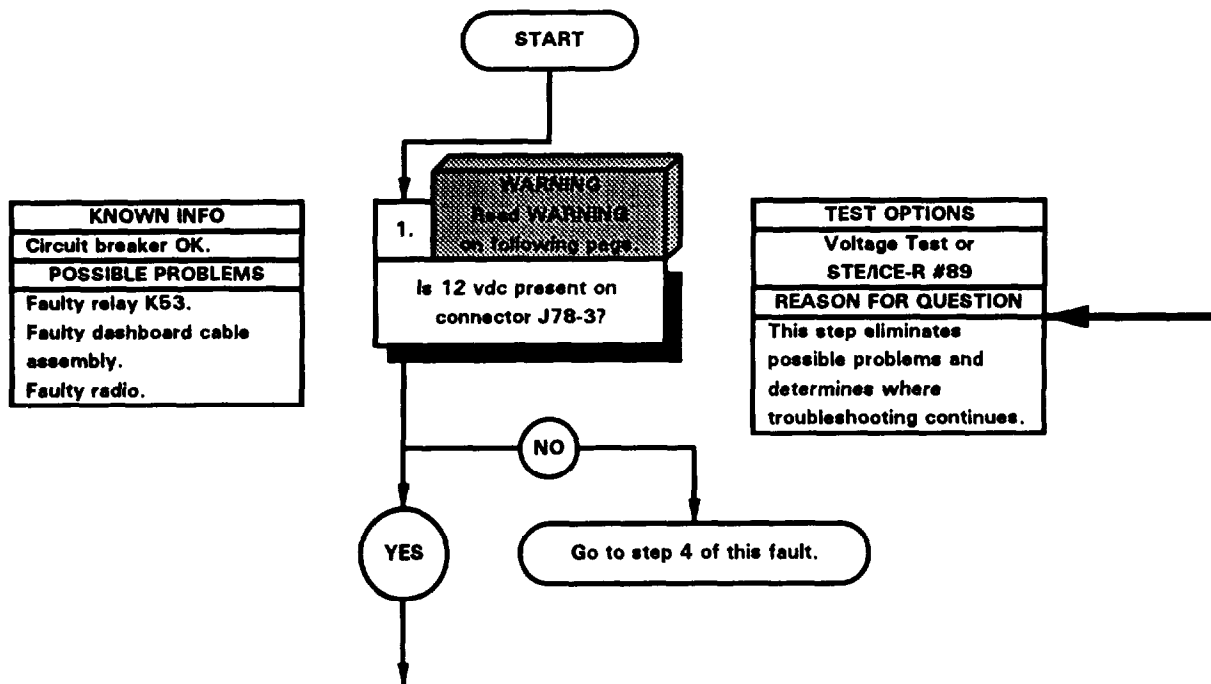 START
WARNING
Read WARNING
on following page.
1.
Is 12 vdc present on
connector J78-3?
KNOWN INFO
Circuit breaker OK.
POSSIBLE PROBLEMS
Faulty relay K53.
Faulty dashboard cable
assembly.
Faulty radio.
TEST OPTIONS
Voltage Test or
STE/ICE-R #89
REASON FOR QUESTION
This step eliminates
possible problems and
determines where
troubleshooting continues.
NO
YES
Go to step 4 of this fault.